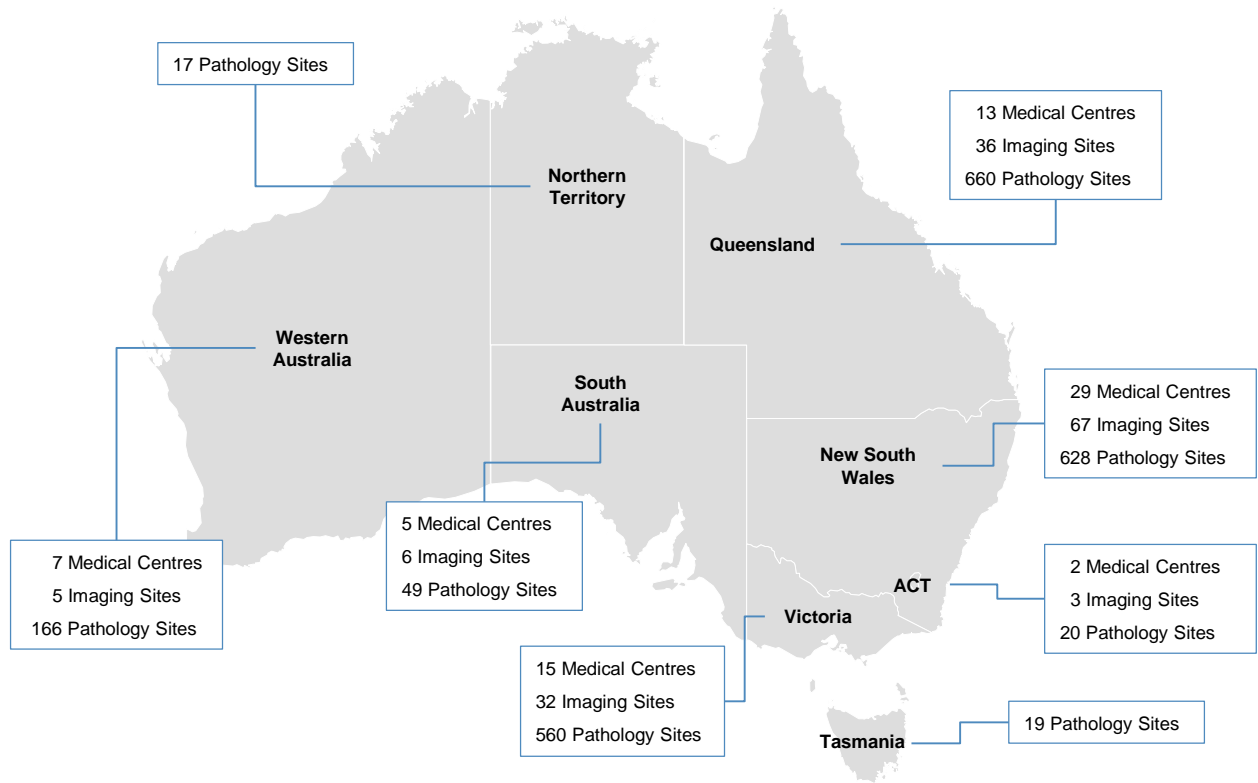 17 Pathology Sites
13 Medical Centres
36 Imaging Sites
660 Pathology Sites
Northern
Territory
Queensland
Western
Australia
South
Australia
29 Medical Centres
67 Imaging Sites
628 Pathology Sites
New South
Wales
5 Medical Centres
6 Imaging Sites
49 Pathology Sites
7 Medical Centres
5 Imaging Sites
166 Pathology Sites
ACT
2 Medical Centres
3 Imaging Sites
20 Pathology Sites
Victoria
15 Medical Centres
32 Imaging Sites
560 Pathology Sites
Tasmania
19 Pathology Sites